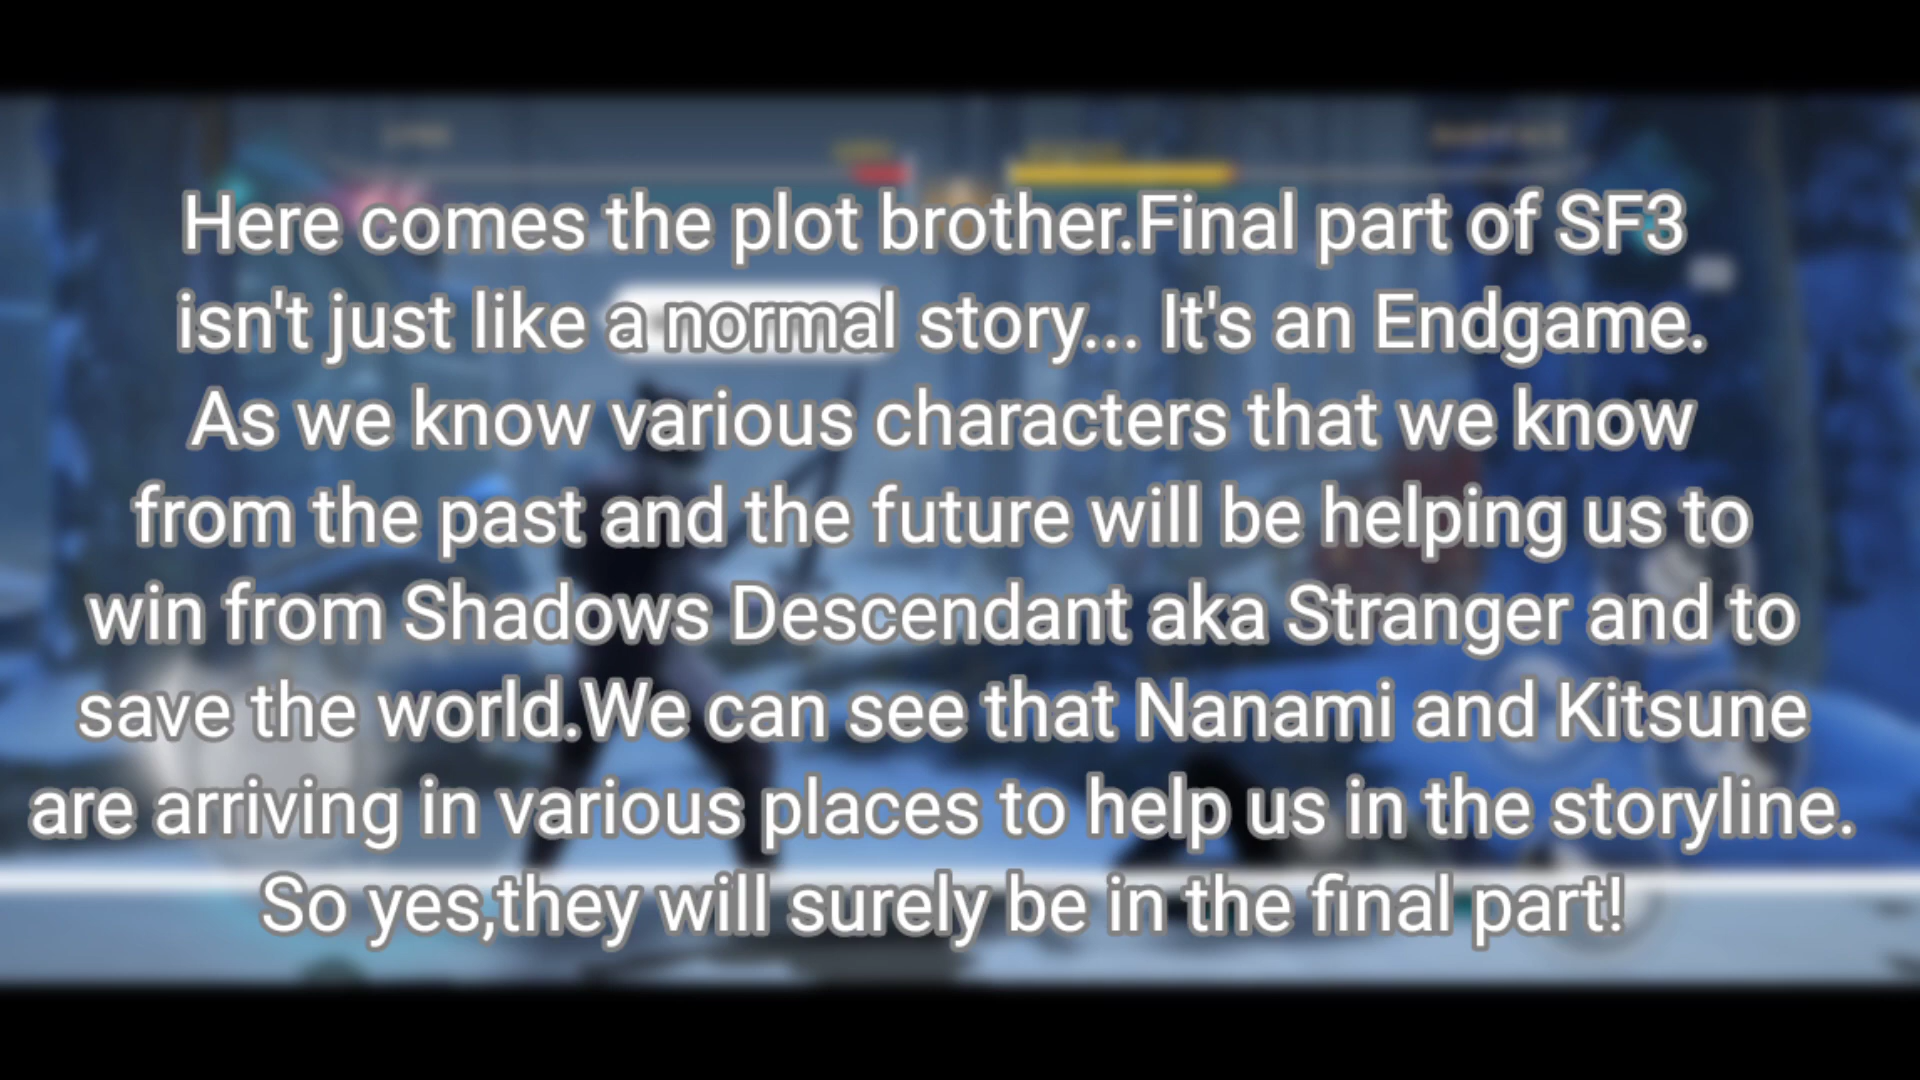 Here comes the plot brother.Final part of SF3
isn't just like a normal story... It's an Endgame.
As we know various characters that we know
from the past and the future will be helping us to
win from Shadows Descendant aka Stranger and to
save the world.We can see that Nanami and Kitsune
are arriving in various places to help us in the storyline.
So yes,they will surely be in the final part!